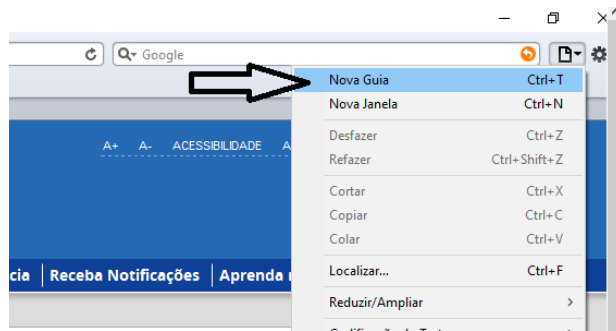 Google
Nova Guia Ctrl+T
Nova Janela Ctrl+N
A+ A- ACESSIBILIDADE A
Desfazer Ctrl+Z
Refazer Ctrl+Shift+Z
Cortar Ctrl+X
Copiar Ctrl+C
Colar Ctrl+V
cia Receba Notificações Aprenda
Localizar... Ctrl+F
Reduzir/Ampliar